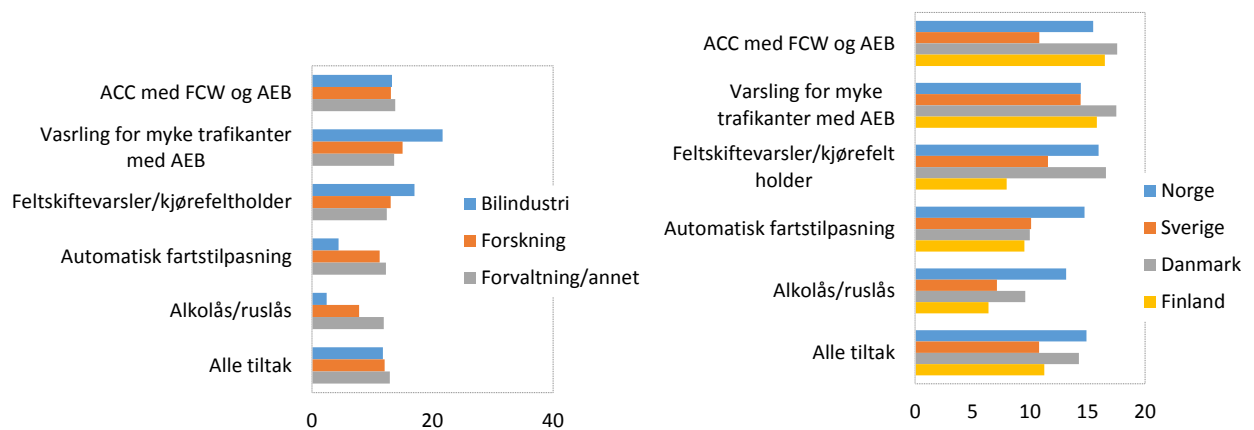 ACC med FCW og AEB
Vasrling for myke trafikanter
med AEB
Feltskiftevarsler/kjørefeltholder
Automatisk fartstilpasning
Alkolås/ruslås
Alle tiltak
0 20 40
Bilindustri
Forskning
Forvaltning/annet
ACC med FCW og AEB
Varsling for myke
trafikanter med AEB
Feltskiftevarsler/kjørefelt
holder
Automatisk fartstilpasning
Alkolås/ruslås
Alle tiltak
0 5 10 15 20
Norge
Sverige
Danmark
Finland